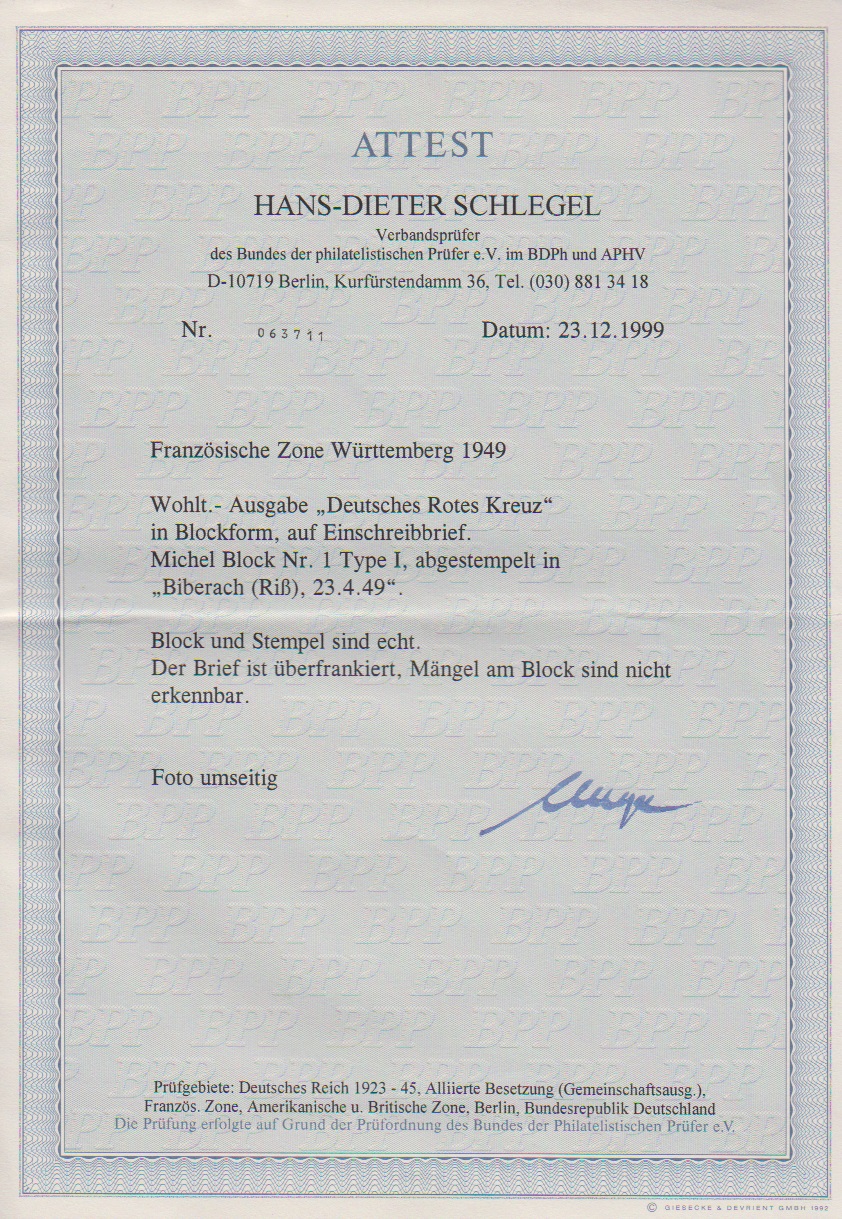 ATTEST
HANS-DIETER SCHLEGEL
Verbandsprüfer
des Bundes der philatelistischen Prüfer e.V. im BDPh und APHV
D-10719 Berlin, Kurfürstendamm 36, Tel. (030) 881 34 18
Nr. 063711 Datum: 23.12.1999
Französische Zone Württemberg 1949
Wohlt.- Ausgabe „Deutsches Rotes Kreuz“
in Blockform, auf Einschreibbrief.
Michel Block Nr. 1 Type I, abgestempelt in
„Biberach (Riß), 23.4.49“.
Block und Stempel sind echt.
Der Brief ist überfrankiert, Mängel am Block sind nicht
erkennbar.
Foto umseitig
Prüfgebiete: Deutsches Reich 1923 - 45, Alliierte Besetzung (Gemeinschaftsausg.),
Französ. Zone, Amerikanische u. Britische Zone, Berlin, Bundesrepublik Deutschland
Die Prüfung erfolgte auf Grund der Prüfordnung des Bundes der Philatelistischen Prüfer e.V.
© GIESECKE & DEVRIENT GMBH 1992